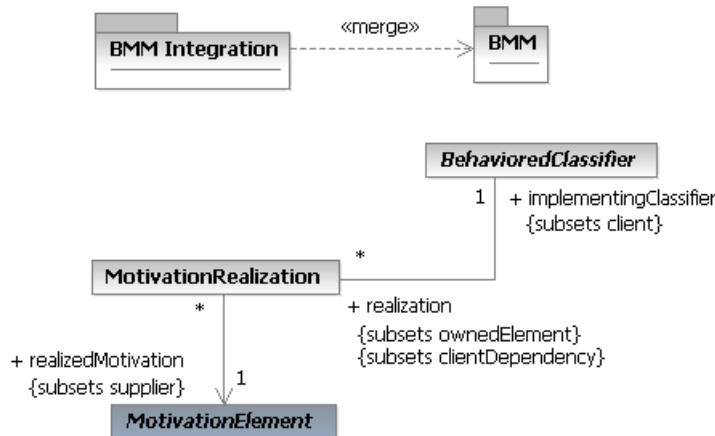 «merge»
BMM Integration
BMM
BehavioredClassifier
1
+ implementingClassifier
{subsets client}
*
MotivationRealization
*
+ realization
{subsets ownedElement}
{subsets clientDependency}
+ realizedMotivation
{subsets supplier}
1
MotivationElement